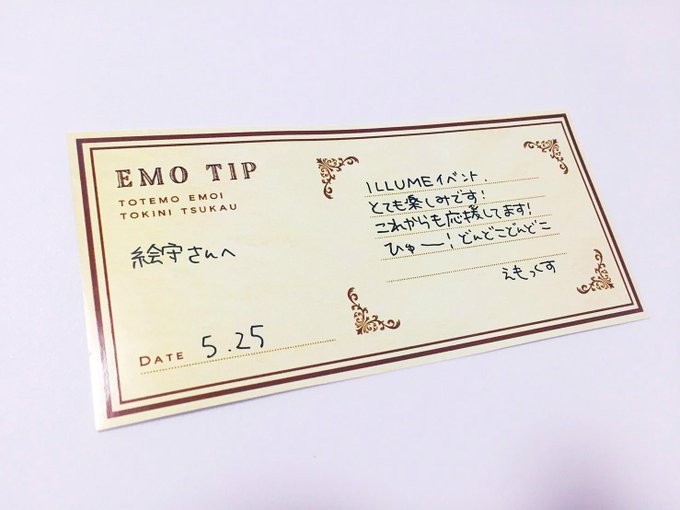 EMO TIP
TOTEMO EMOI
TOKINI TSUKAU
絵守さんへ
DATE 5.25
ILLUMEイベント、
とても楽しみです!
これからも応援してます!
ひゅー!どんどこどんどこ
えもっくす